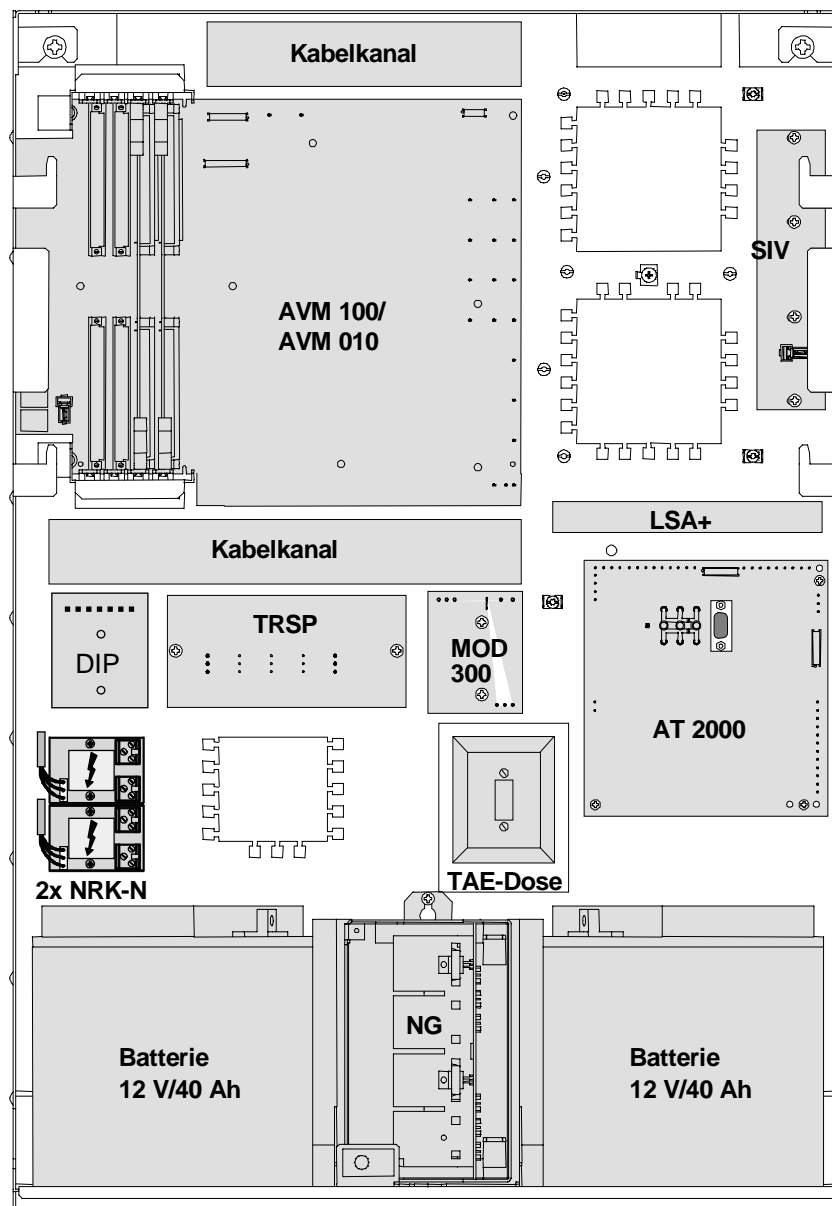 Kabelkanal
SIV
AVM 100/
AVM 010
LSA+
Kabelkanal
TRSP
MOD
300
DIP
AT 2000
TAE-Dose
2x NRK-N
NG
Batterie
12 V/40 Ah
Batterie
12 V/40 Ah